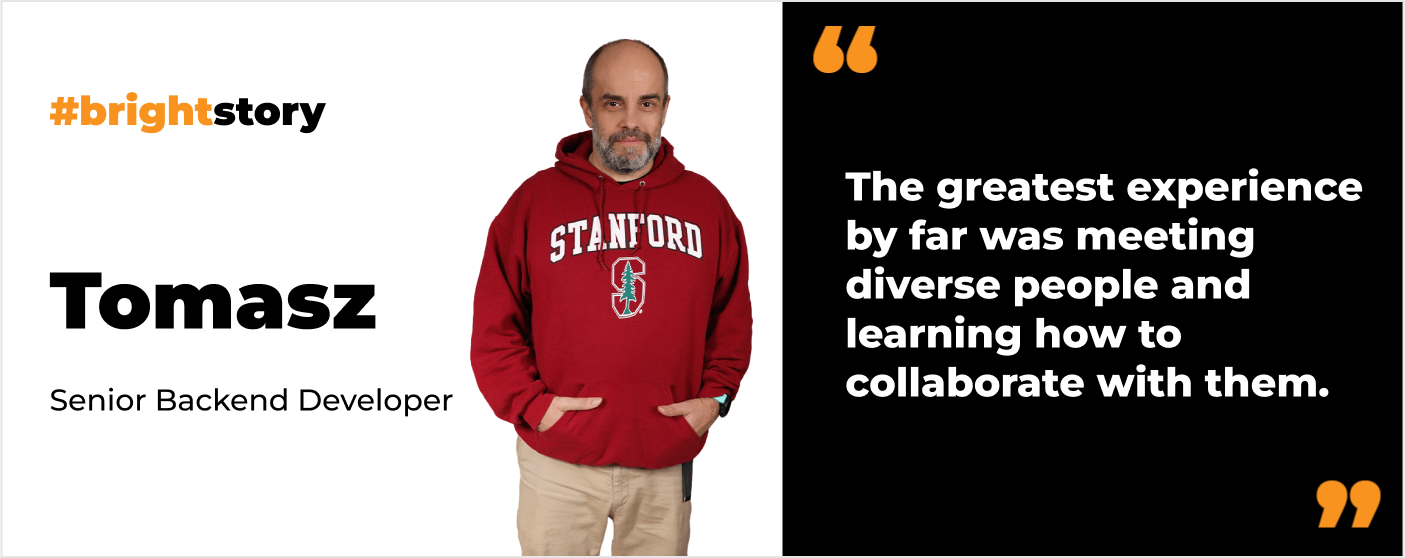 #brightstory
Tomasz
Senior Backend Developer
STANFORD
S
“
The greatest experience
by far was meeting
diverse people and
learning how to
collaborate with them.
”